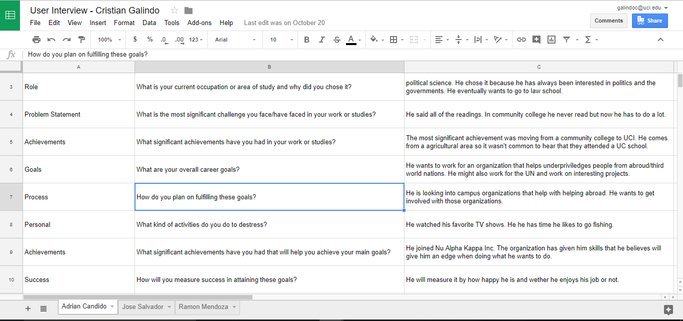 User Interview - Cristian Galindo
galindoc@uci.edu
File Edit View Insert Format Data Tools Add-ons Help Last edit was on October 20
Comments Share
100% $ % .0 .00 123 Arial 10 B I S A
fx How do you plan on fulfilling these goals?
A B C
3 Role What is your current occupation or area of study and why did you chose it? political science. He chose it because he has always been interested in politics and the
governments. He eventually wants to go to law school.
4 Problem Statement What is the most significant challenge you face/have faced in your work or studies? He said all of the readings. In community college he never read but now he has to do a lot.
5 Achievements What significant achievements have you had in your work or studies? The most significant achievement was moving from a community college to UCI. He comes
from a agricultural area so it wasn't common to hear that they attended a UC school.
6 Goals What are your overall career goals? He wants to work for an organization that helps underpriviledges people from abroad/third
world nations. He might also work for the UN and work on interesting projects.
7 Process How do you plan on fulfilling these goals? He is looking into campus organizations that help with helping abroad. He wants to get
involved with those organizations.
8 Personal What kind of activities do you do to destress? He watched his favorite TV shows. He he has time he likes to go fishing.
9 Achievements What significant achievements have you had that will help you achieve your main goals? He joined Nu Alpha Kappa Inc. The organization has given him skills that he believes will
give him an edge when doing what he wants to do.
10 Success How will you measure success in attaining these goals? He will measure it by how happy he is and wether he enjoys his job or not.
Adrian Candido Jose Salvador Ramon Mendoza